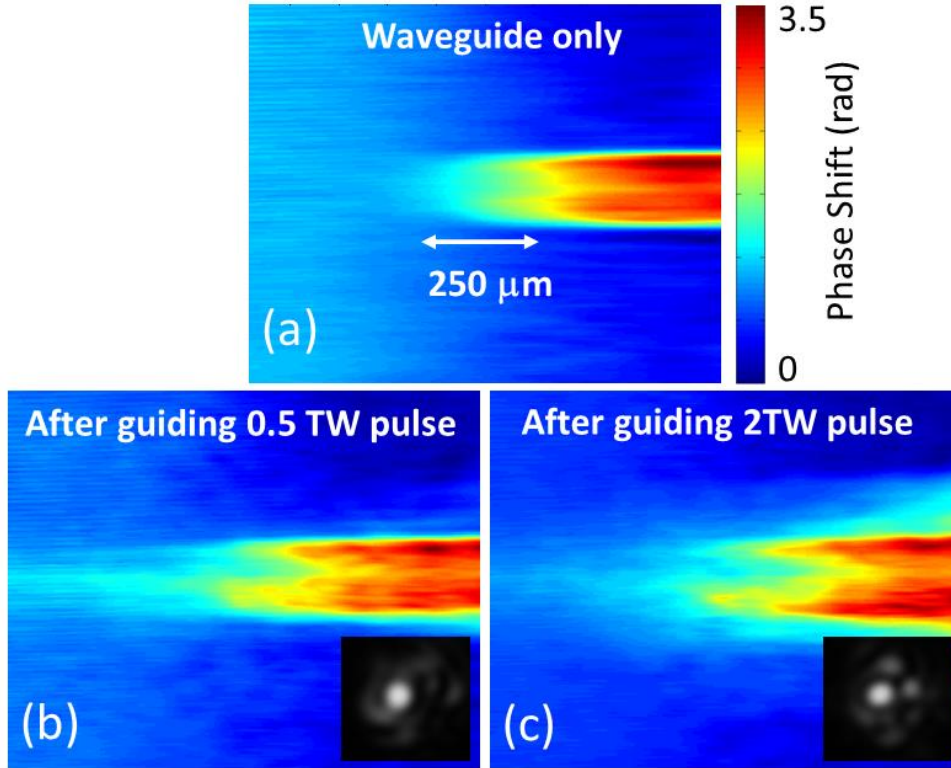 Waveguide only
3.5
Phase Shift (rad)
0
250 μm
(a)
After guiding 0.5 TW pulse
(b)
After guiding 2TW pulse
(c)